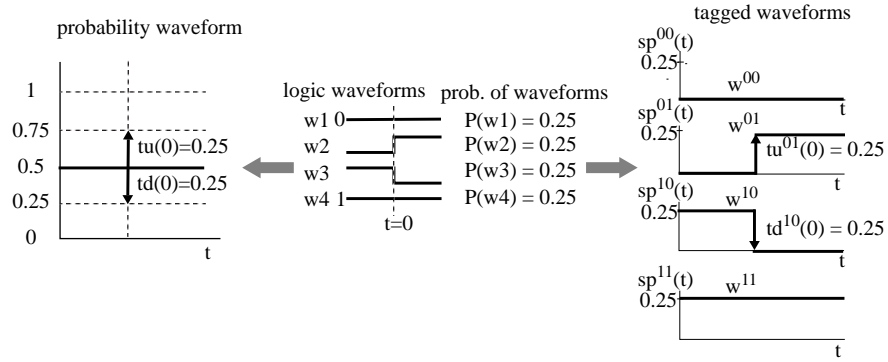 probability waveform
1
0.75
tu(0)=0.25
0.5
td(0)=0.25
0.25
0
t
logic waveforms
prob. of waveforms
w1 0
P(w1) = 0.25
w2
P(w2) = 0.25
w3
P(w3) = 0.25
w4 1
P(w4) = 0.25
t=0
tagged waveforms
sp00(t)
0.25
w00
t
sp01(t)
0.25
w01
tu01(0) = 0.25
t
sp10(t)
0.25
w10
td10(0) = 0.25
t
sp11(t)
0.25
w11
t